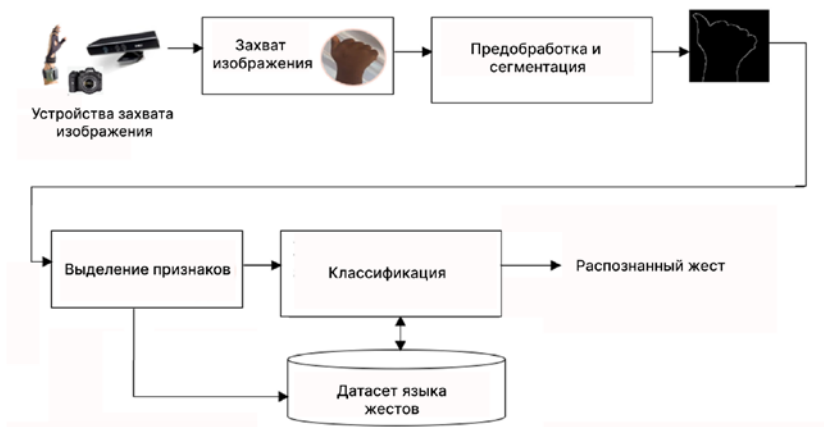 Захват
изображения
Предобработка и
сегментация
Устройства захвата
изображения
Выделение признаков
Классификация
Распознанный жест
Датасет языка
жестов